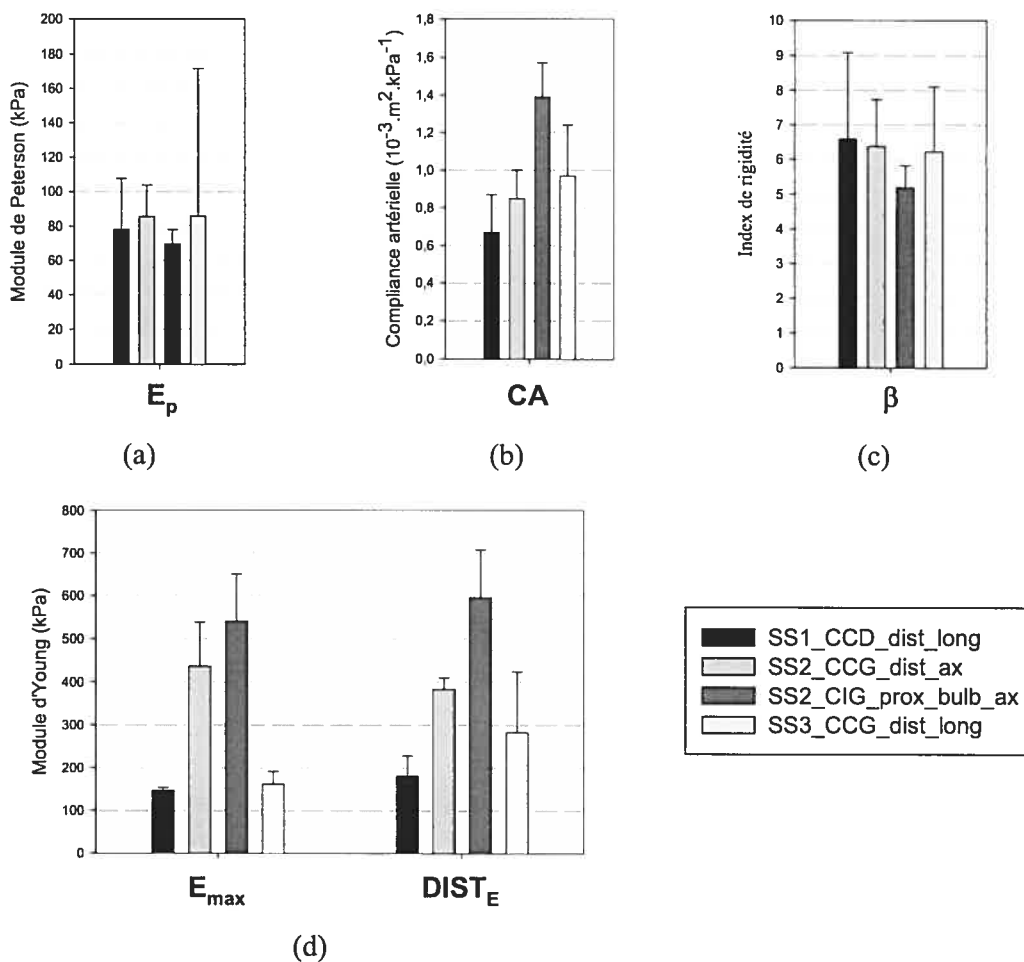 Module de Peterson (kPa)
200
180
160
140
120
100
80
60
40
20
0
Ep
(a)
Compliance artérielle (10⁻³.m².kPa⁻¹)
1,8
1,6
1,4
1,2
1,0
0,8
0,6
0,4
0,2
0,0
CA
(b)
Index de rigidité
10
9
8
7
6
5
4
3
2
1
0
β
(c)
Module d'Young (kPa)
800
700
600
500
400
300
200
100
0
Emax
DISTE
(d)
SS1_CCD_dist_long
SS2_CCG_dist_ax
SS2_CIG_prox_bulb_ax
SS3_CCG_dist_long